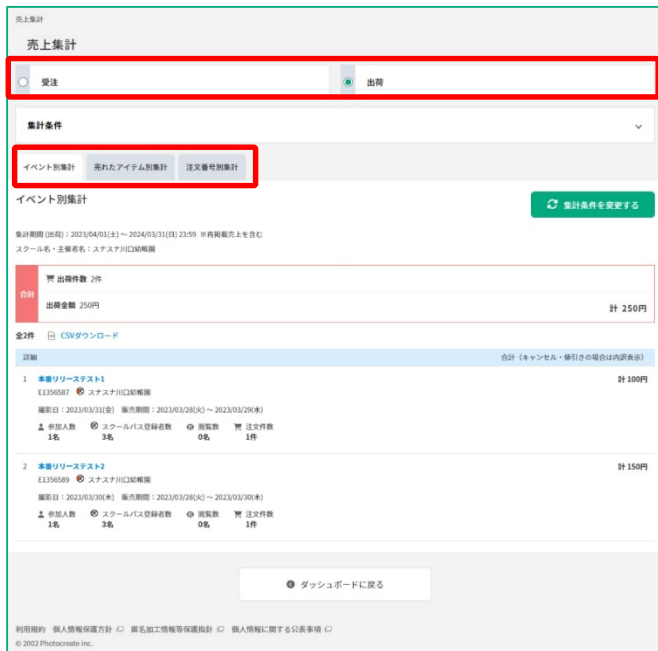 売上集計
売上集計
受注
出荷
集計条件
イベント別集計 売れたアイテム別集計 注文番号別集計
イベント別集計
集計条件を変更する
集計期間(出荷)：2023/04/01(土)～2024/03/31(日) 23:59 ※再掲載売上を含む
スクール名・主催者名：スナスナ川口幼稚園
合計
出荷件数 2件
出荷金額 250円
計 250円
全2件 CSVダウンロード
詳細 合計（キャンセル・値引きの場合は内訳表示）
1 本番リリーステスト1 計 100円
E1356587 スナスナ川口幼稚園
撮影日：2023/03/31(金) 販売期間：2023/03/28(火)～2023/03/29(水)
参加人数 スクールパス登録者数 閲覧数 注文件数
1名 3名 0名 1件
2 本番リリーステスト2 計 150円
E1356589 スナスナ川口幼稚園
撮影日：2023/03/30(木) 販売期間：2023/03/28(火)～2023/03/30(木)
参加人数 スクールパス登録者数 閲覧数 注文件数
1名 3名 0名 1件
ダッシュボードに戻る
利用規約 個人情報保護方針 匿名加工情報等保護指針 個人情報に関する公表事項
© 2002 Photocreate inc.